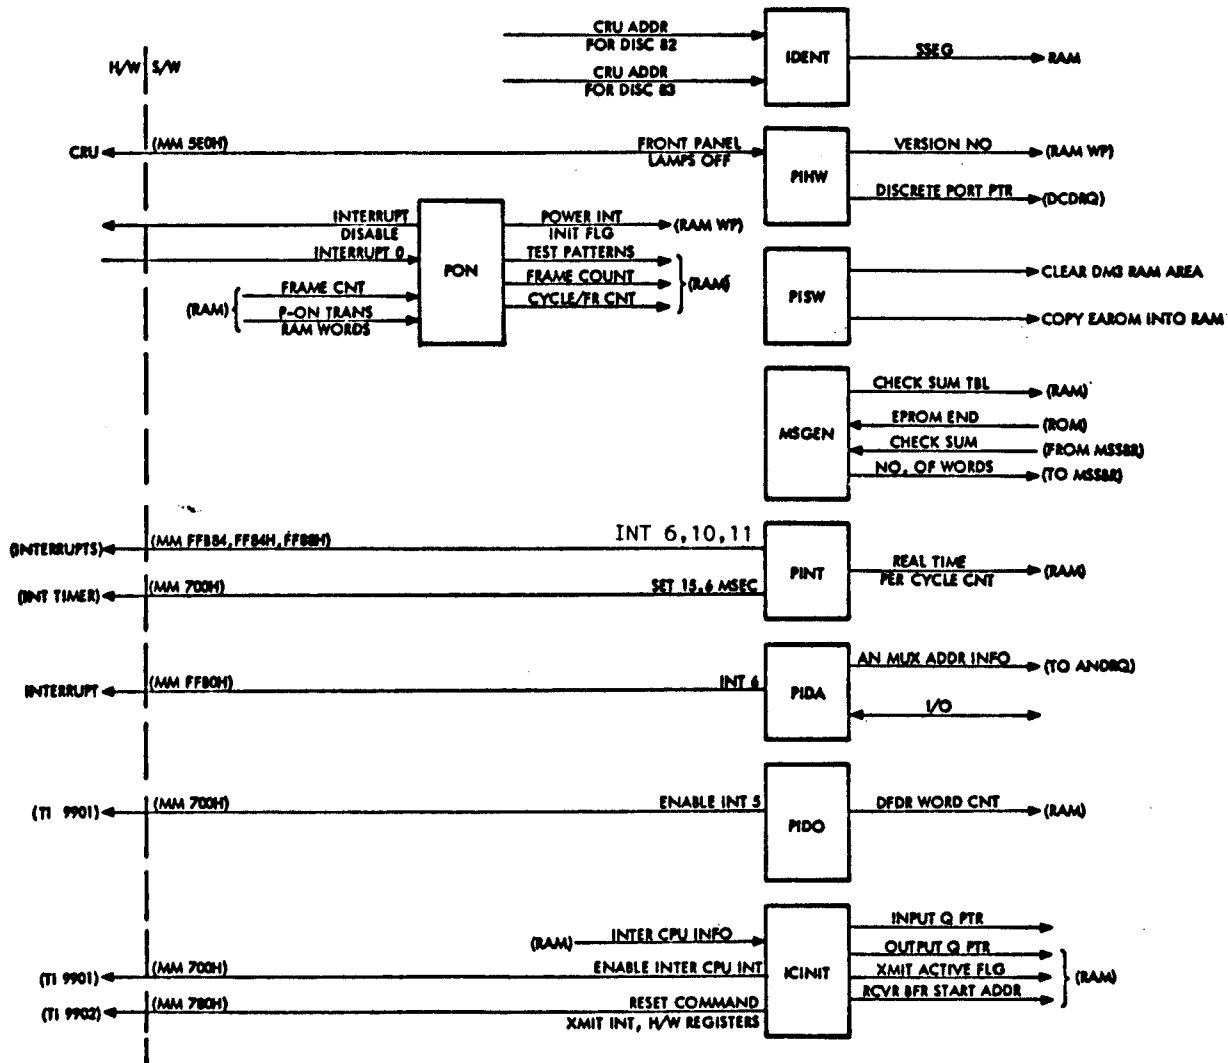 CRU ADDR
FOR DISC 82
IDENT
SSEG
RAM
H/W
S/W
CRU ADDR
FOR DISC 83
CRU
(MM 5E0H)
FRONT PANEL
LAMPS OFF
PIHW
VERSION NO
(RAM WP)
DISCRETE PORT PTR
(DCDRQ)
INTERRUPT
DISABLE
INTERRUPT 0
PON
POWER INT
INIT FLG
(RAM WP)
TEST PATTERNS
FRAME COUNT
CYCLE/FR CNT
(RAM)
(RAM)
FRAME CNT
P-ON TRANS
RAM WORDS
PISW
CLEAR DM3 RAM AREA
COPY EAROM INTO RAM
MSGEN
CHECK SUM TBL
(RAM)
EPROM END
(ROM)
CHECK SUM
(FROM MSSBR)
NO. OF WORDS
(TO MSSBR)
(INTERRUPTS)
(MM FFB84, FF84H, FF88H)
INT 6,10,11
PINT
REAL TIME
PER CYCLE CNT
(RAM)
(INT TIMER)
(MM 700H)
SET 15.6 MSEC
INTERRUPT
(MM FF80H)
INT 6
PIDA
AN MUX ADDR INFO
(TO ANDRQ)
I/O
(TI 9901)
(MM 700H)
ENABLE INT 5
PIDO
DFDR WORD CNT
(RAM)
(RAM)
INTER CPU INFO
ICINIT
INPUT Q PTR
OUTPUT Q PTR
XMIT ACTIVE FLG
RCVR BFR START ADDR
(RAM)
(TI 9901)
(MM 700H)
ENABLE INTER CPU INT
(TI 9902)
(MM 780H)
RESET COMMAND
XMIT INT, H/W REGISTERS